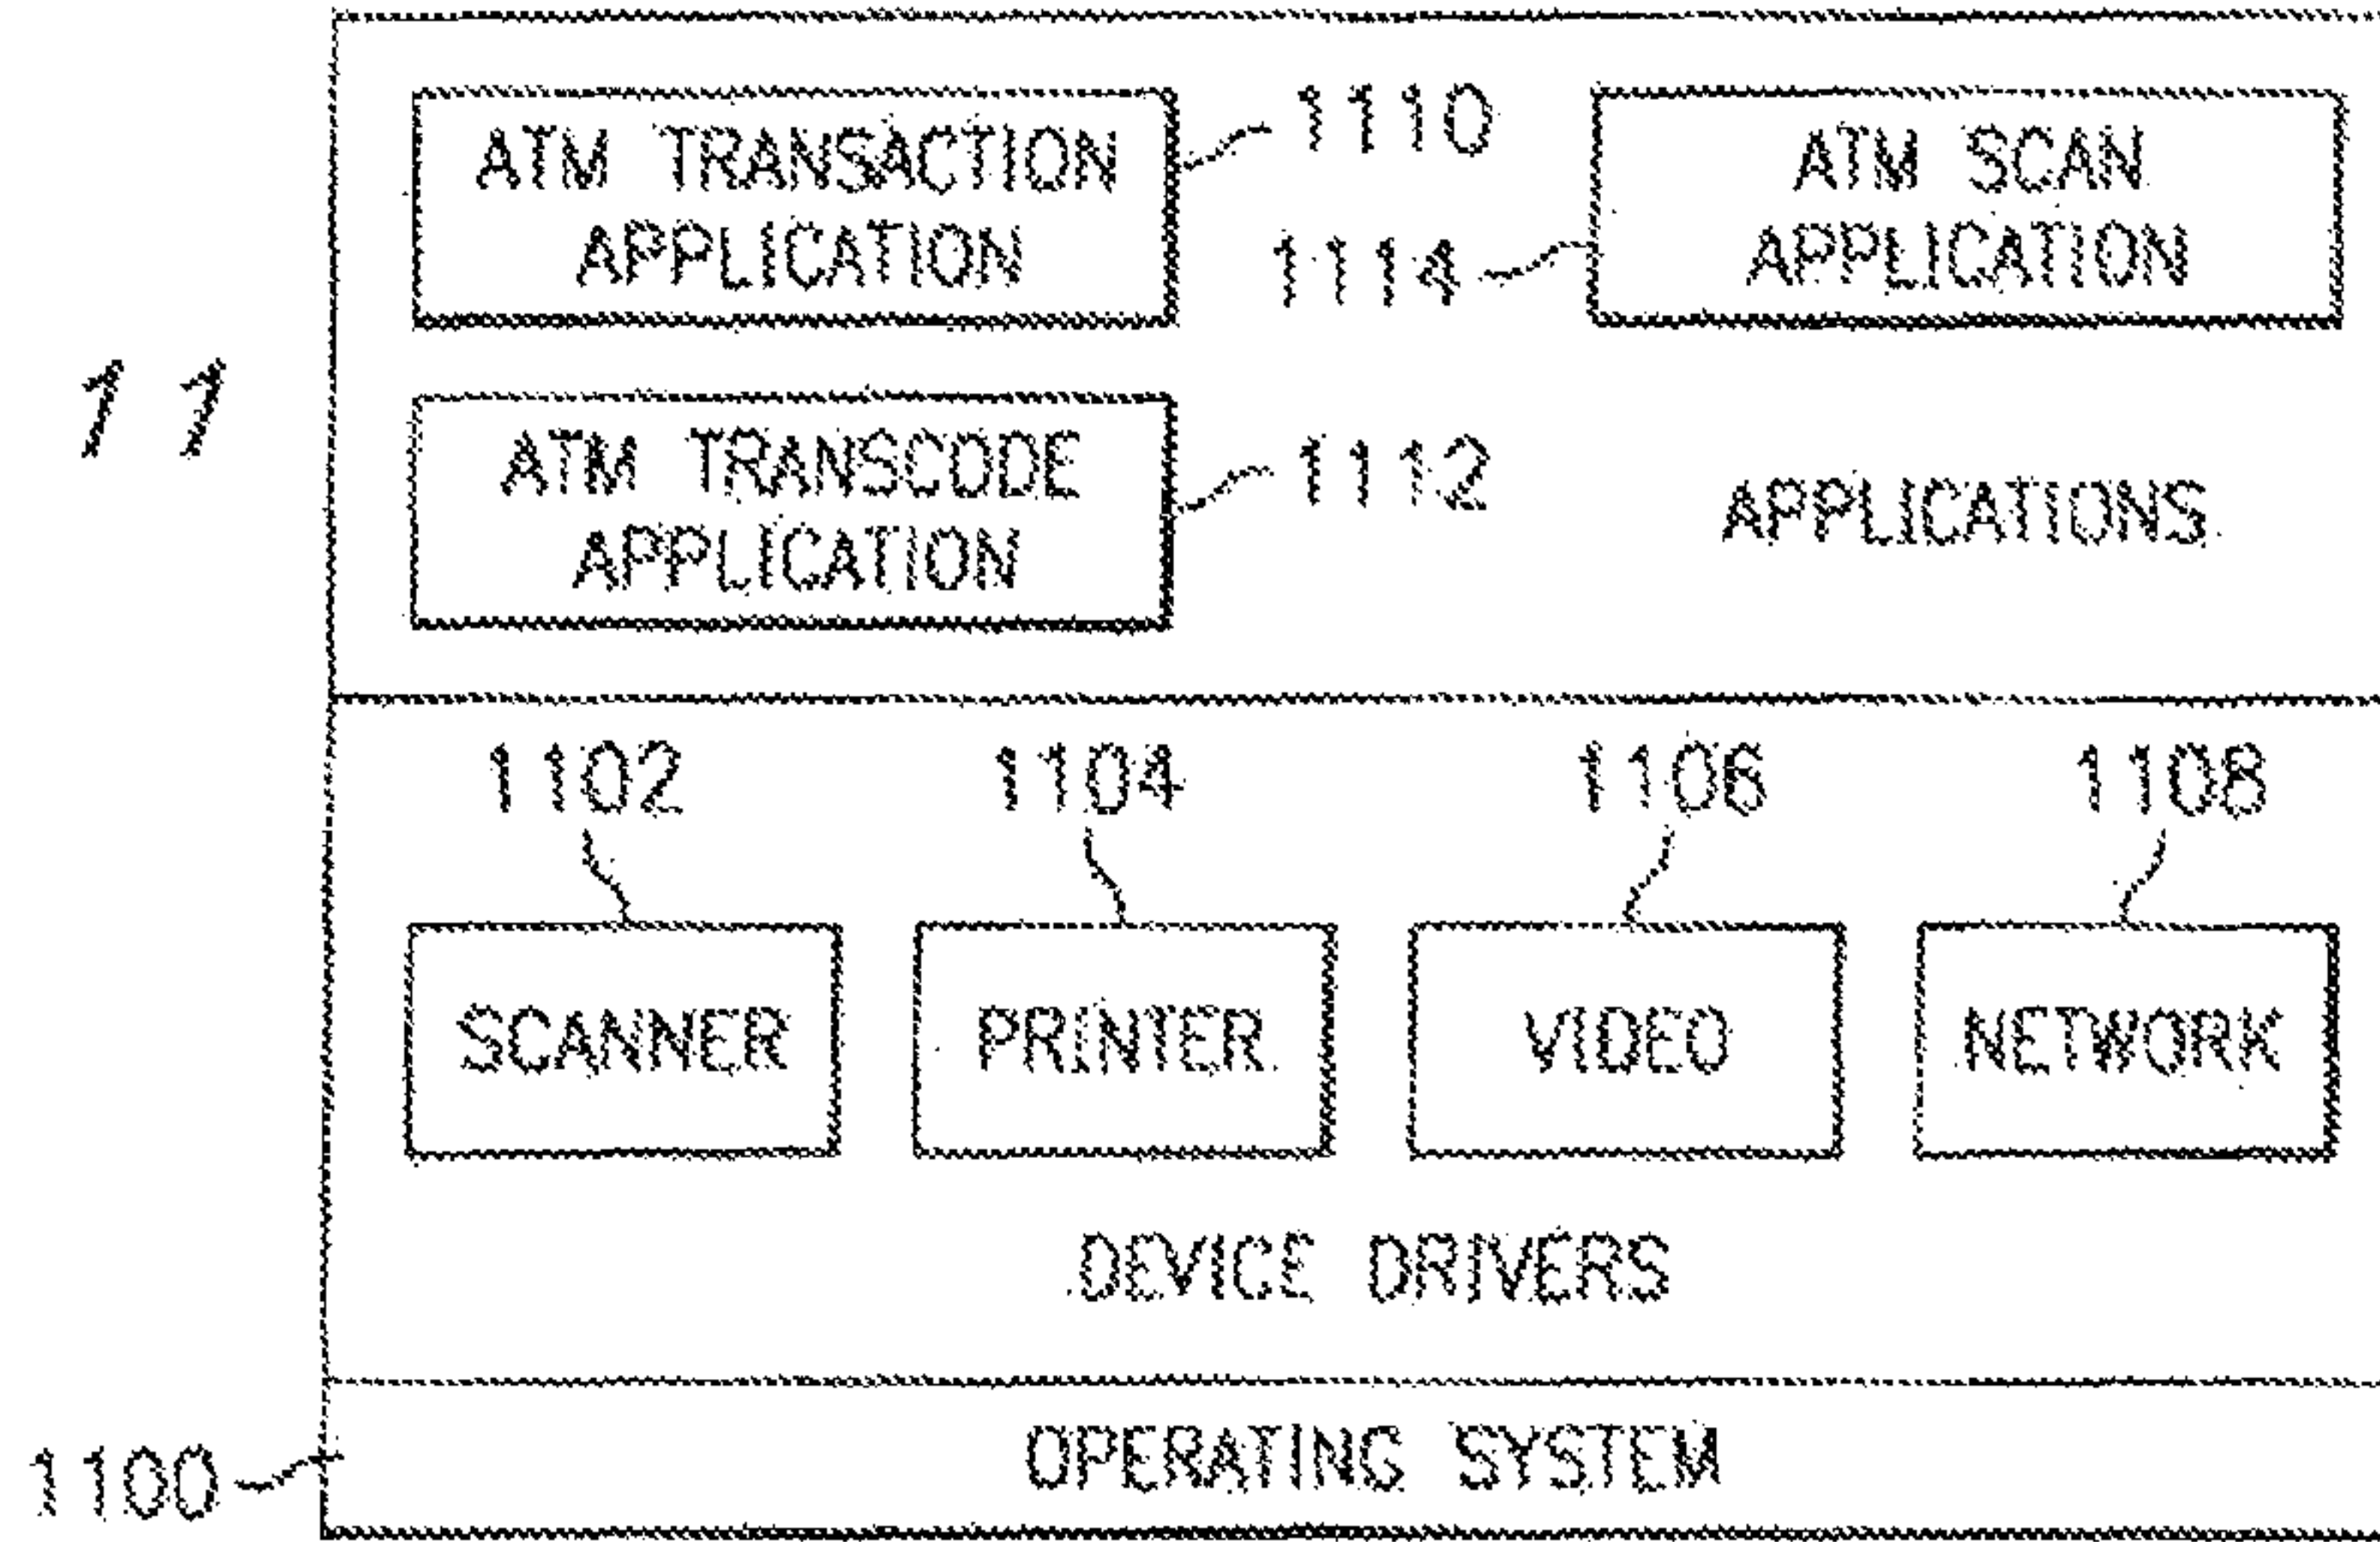 ATM TRANSACTION
APPLICATION
1110
1114
ATM SCAN
APPLICATION
11
ATM TRANSCODE
APPLICATION
1112
APPLICATIONS
1102
1104
1106
1108
SCANNER
PRINTER
VIDEO
NETWORK
DEVICE DRIVERS
1100
OPERATING SYSTEM